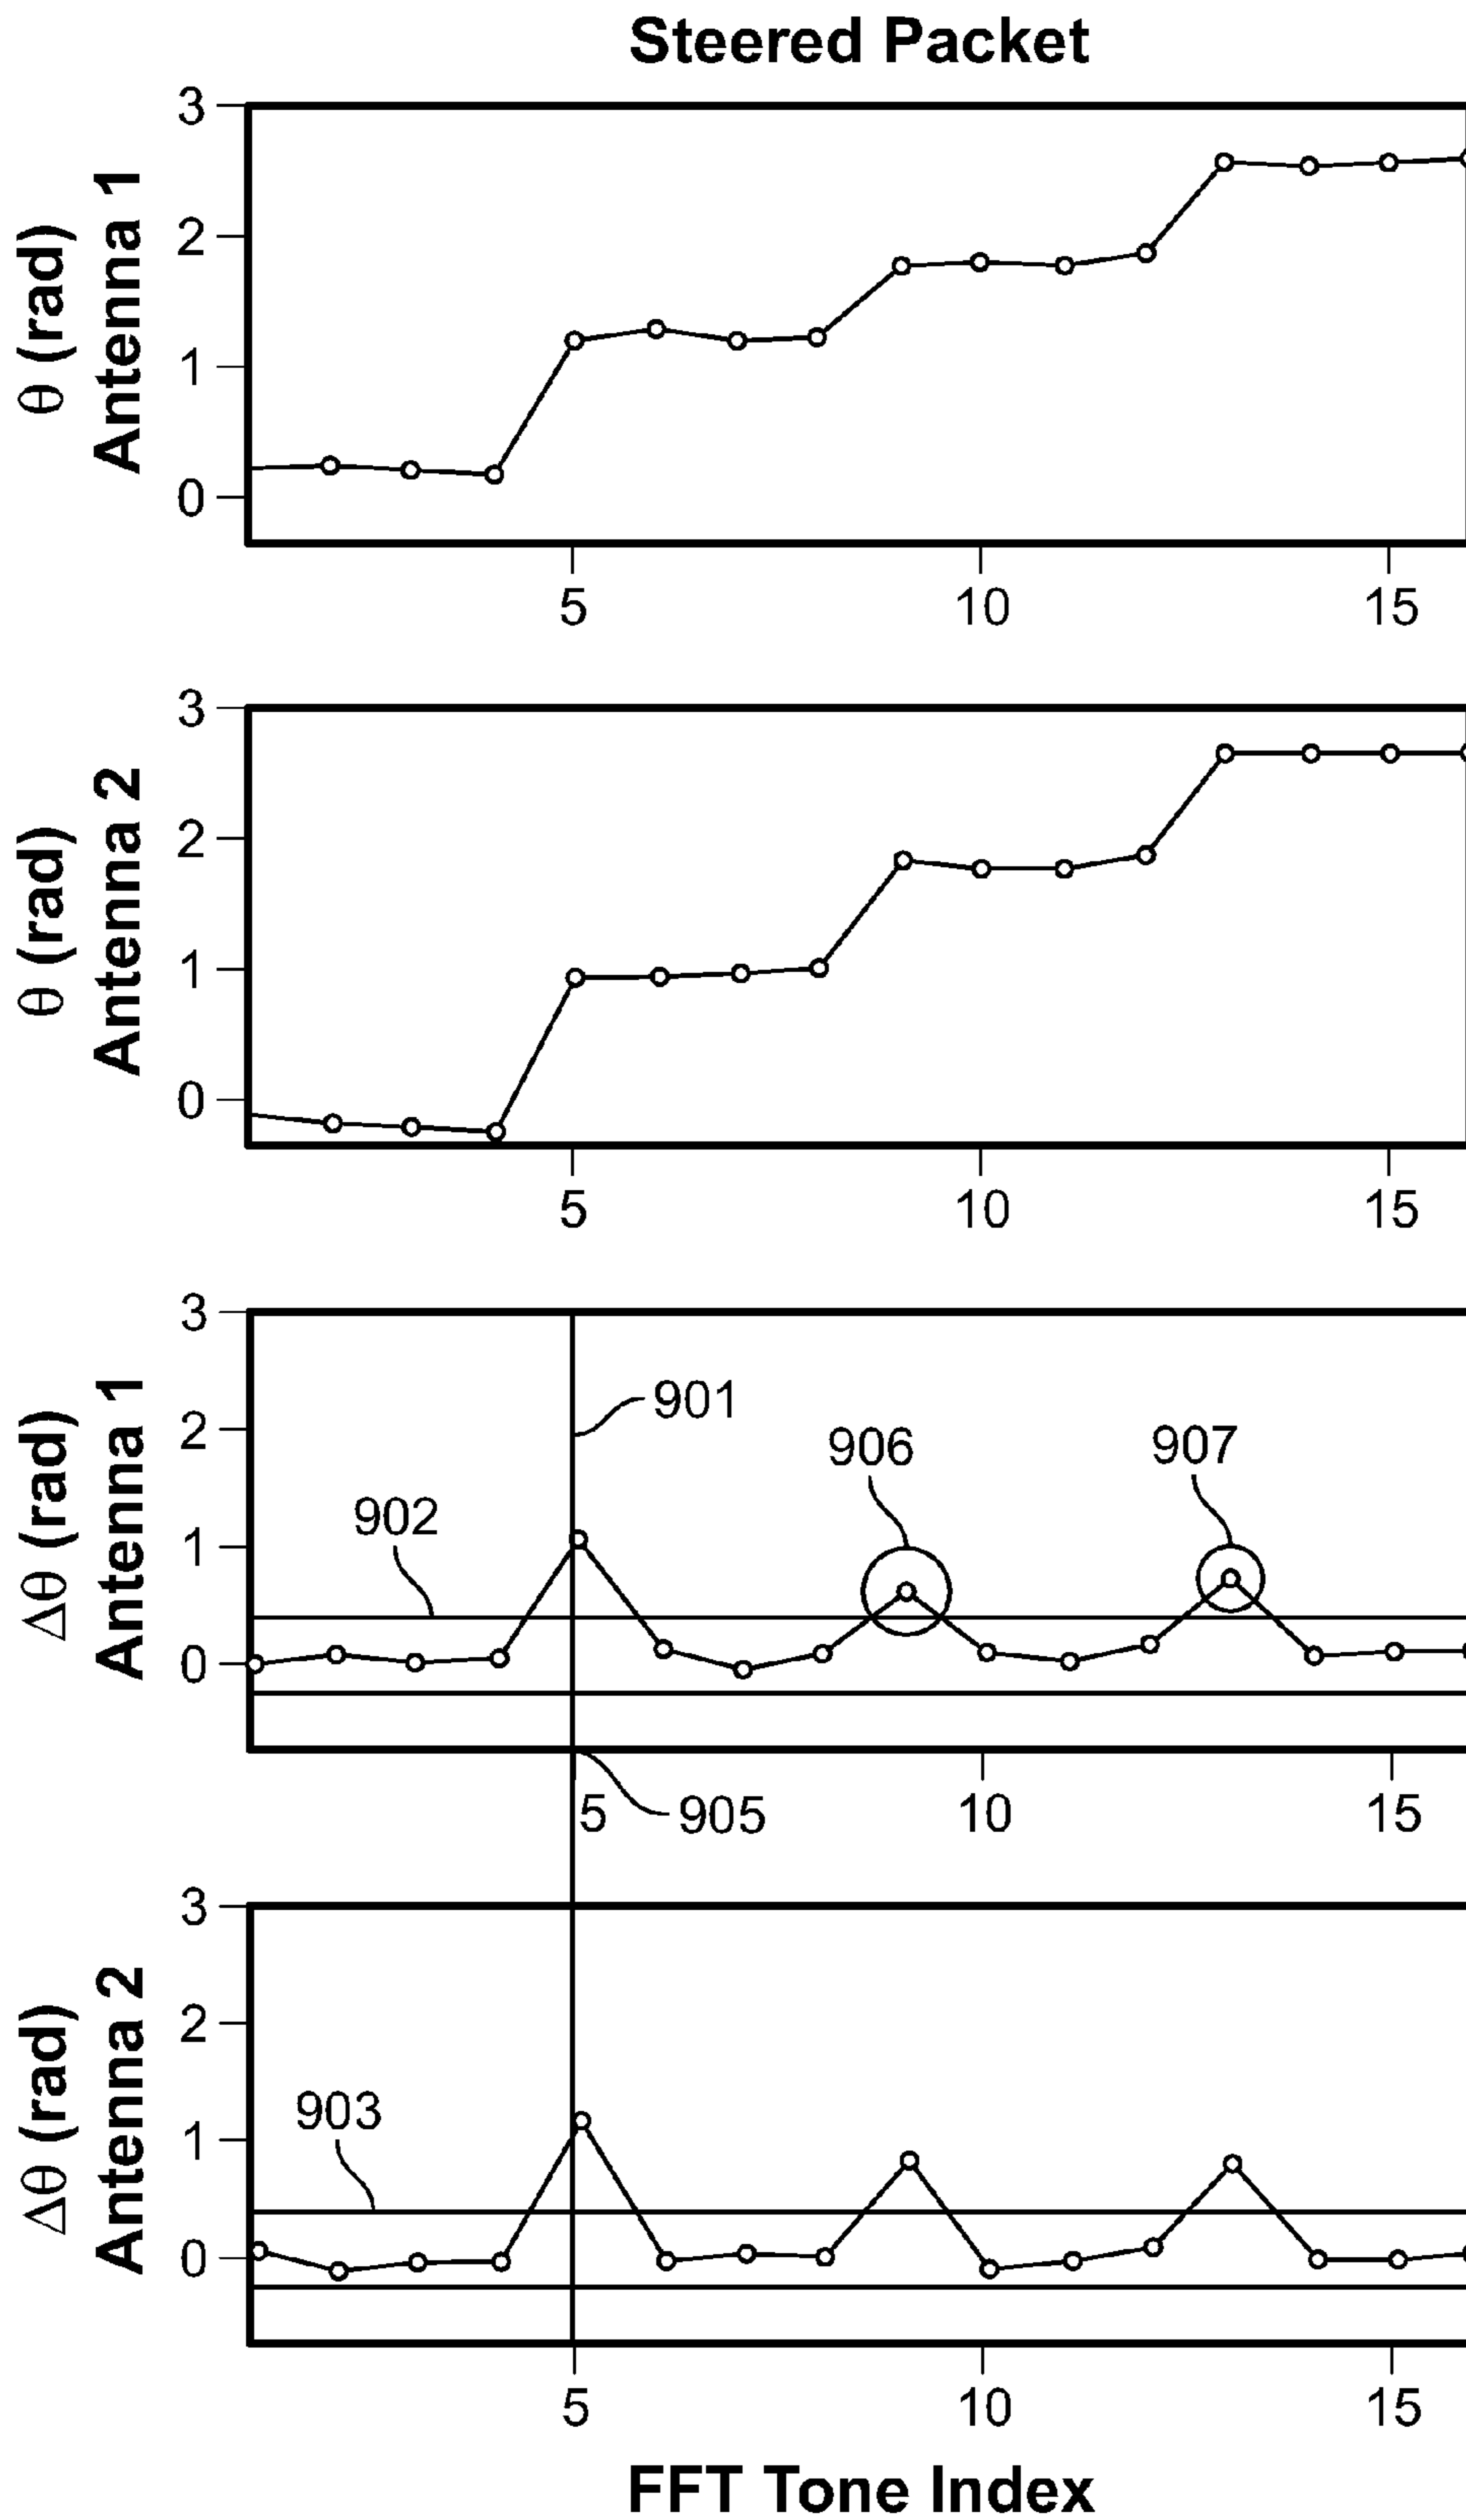 Steered Packet
θ (rad)
Antenna 1
3
2
1
0
5 10 15
θ (rad)
Antenna 2
3
2
1
0
5 10 15
Δθ (rad)
Antenna 1
3
2
1
0
901
906
907
902
5 905 10 15
Δθ (rad)
Antenna 2
3
2
1
0
903
5 10 15
FFT Tone Index